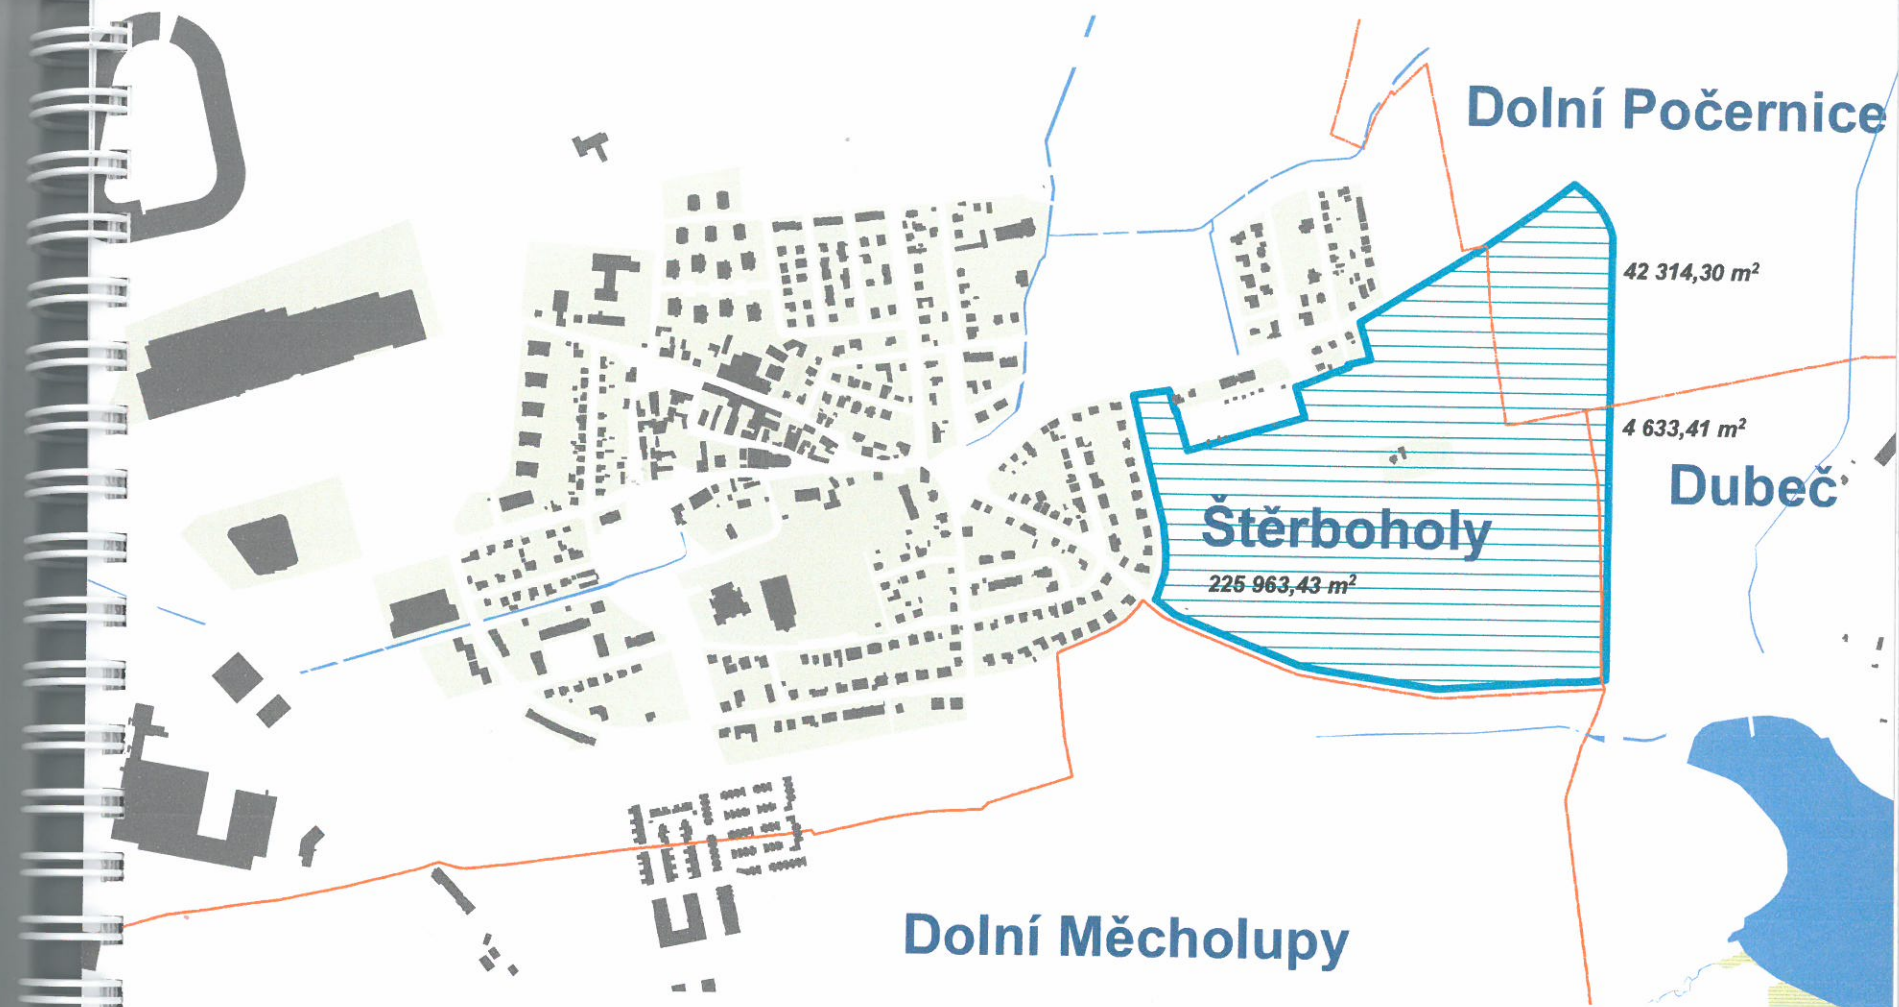 Dolní Počernice
42 314,30 m²
4 633,41 m²
Dubeč
Štěrboholy
225 963,43 m²
Dolní Měcholupy